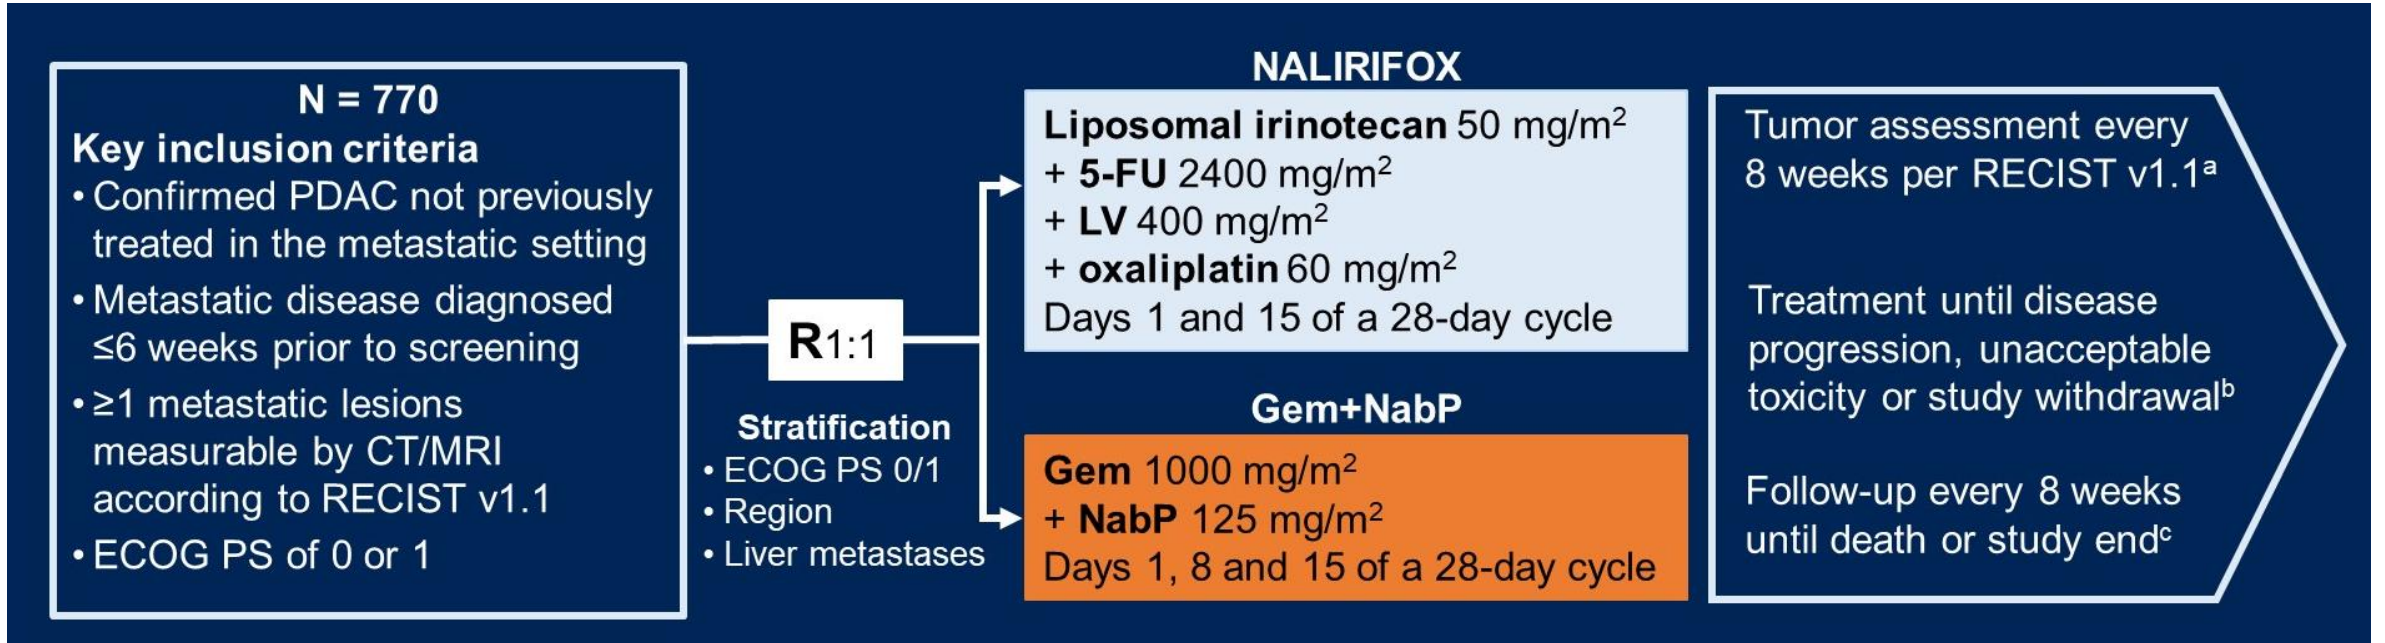 N = 770
Key inclusion criteria
• Confirmed PDAC not previously
treated in the metastatic setting
• Metastatic disease diagnosed
≤6 weeks prior to screening
• ≥1 metastatic lesions
measurable by CT/MRI
according to RECIST v1.1
• ECOG PS of 0 or 1
R1:1
Stratification
• ECOG PS 0/1
• Region
• Liver metastases
NALIRIFOX
Liposomal irinotecan 50 mg/m²
+ 5-FU 2400 mg/m²
+ LV 400 mg/m²
+ oxaliplatin 60 mg/m²
Days 1 and 15 of a 28-day cycle
Gem+NabP
Gem 1000 mg/m²
+ NabP 125 mg/m²
Days 1, 8 and 15 of a 28-day cycle
Tumor assessment every
8 weeks per RECIST v1.1ᵃ
Treatment until disease
progression, unacceptable
toxicity or study withdrawalᵇ
Follow-up every 8 weeks
until death or study endᶜ